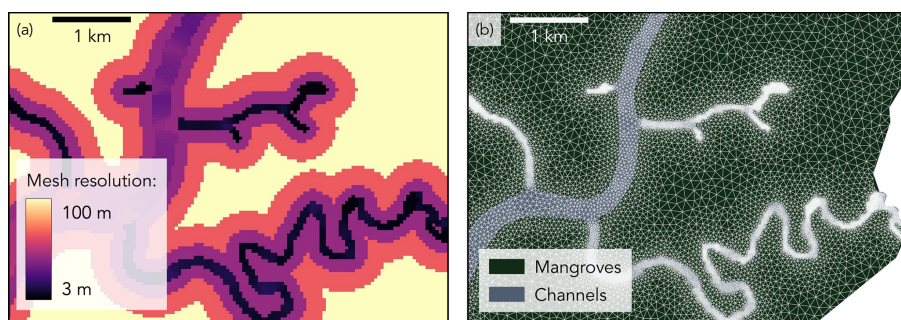 (a)
1 km
Mesh resolution:
100 m
3 m
(b)
1 km
Mangroves
Channels